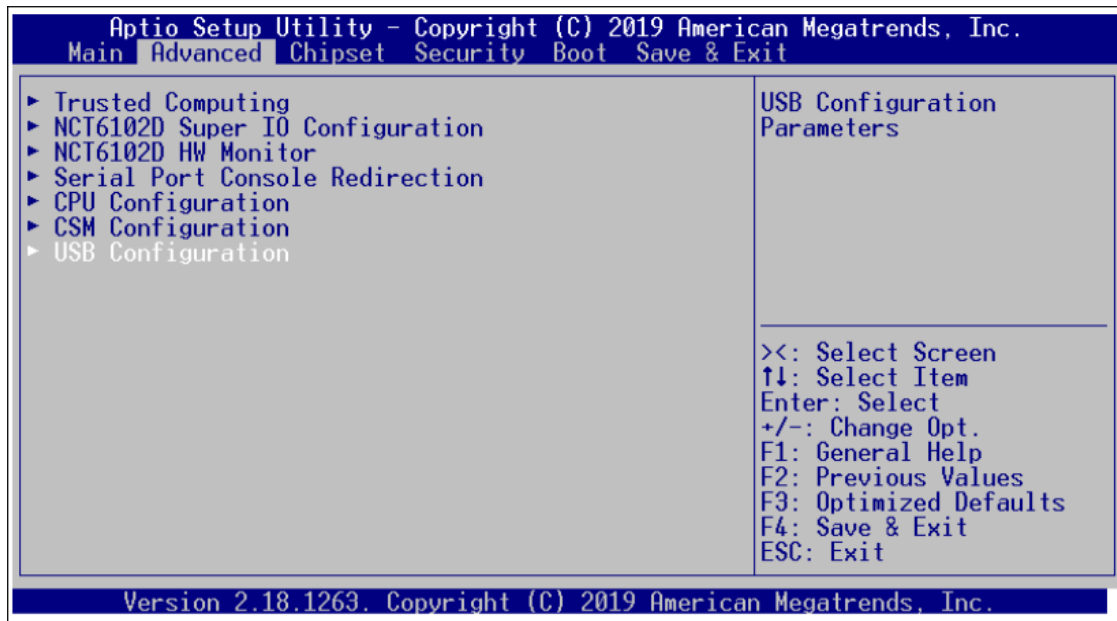 Aptio Setup Utility - Copyright (C) 2019 American Megatrends, Inc.
Main Advanced Chipset Security Boot Save & Exit
► Trusted Computing
► NCT6102D Super IO Configuration
► NCT6102D HW Monitor
► Serial Port Console Redirection
► CPU Configuration
► CSM Configuration
► USB Configuration
USB Configuration
Parameters
><: Select Screen
↑↓: Select Item
Enter: Select
+/-: Change Opt.
F1: General Help
F2: Previous Values
F3: Optimized Defaults
F4: Save & Exit
ESC: Exit
Version 2.18.1263. Copyright (C) 2019 American Megatrends, Inc.